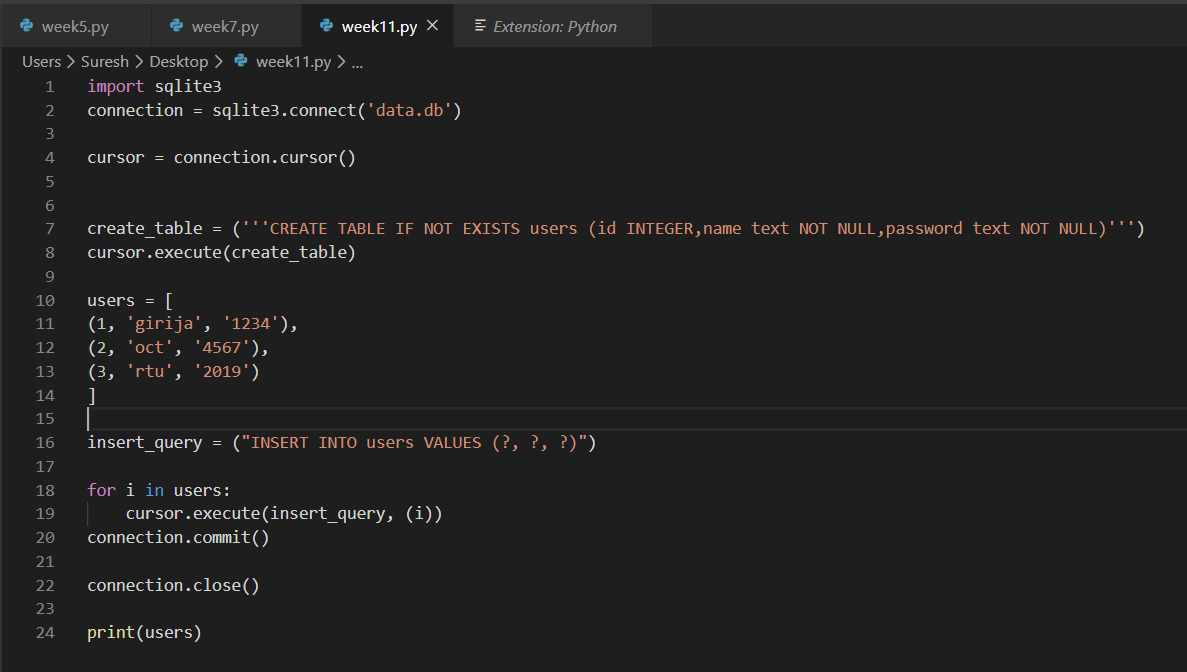 week5.py week7.py week11.py Extension: Python
Users Suresh Desktop week11.py ...
1 import sqlite3
2 connection = sqlite3.connect('data.db')
3
4 cursor = connection.cursor()
5
6
7 create_table = ('''CREATE TABLE IF NOT EXISTS users (id INTEGER,name text NOT NULL,password text NOT NULL)''')
8 cursor.execute(create_table)
9
10 users = [
11 (1, 'girija', '1234'),
12 (2, 'oct', '4567'),
13 (3, 'rtu', '2019')
14 ]
15
16 insert_query = ("INSERT INTO users VALUES (?, ?, ?)")
17
18 for i in users:
19     cursor.execute(insert_query, (i))
20 connection.commit()
21
22 connection.close()
23
24 print(users)